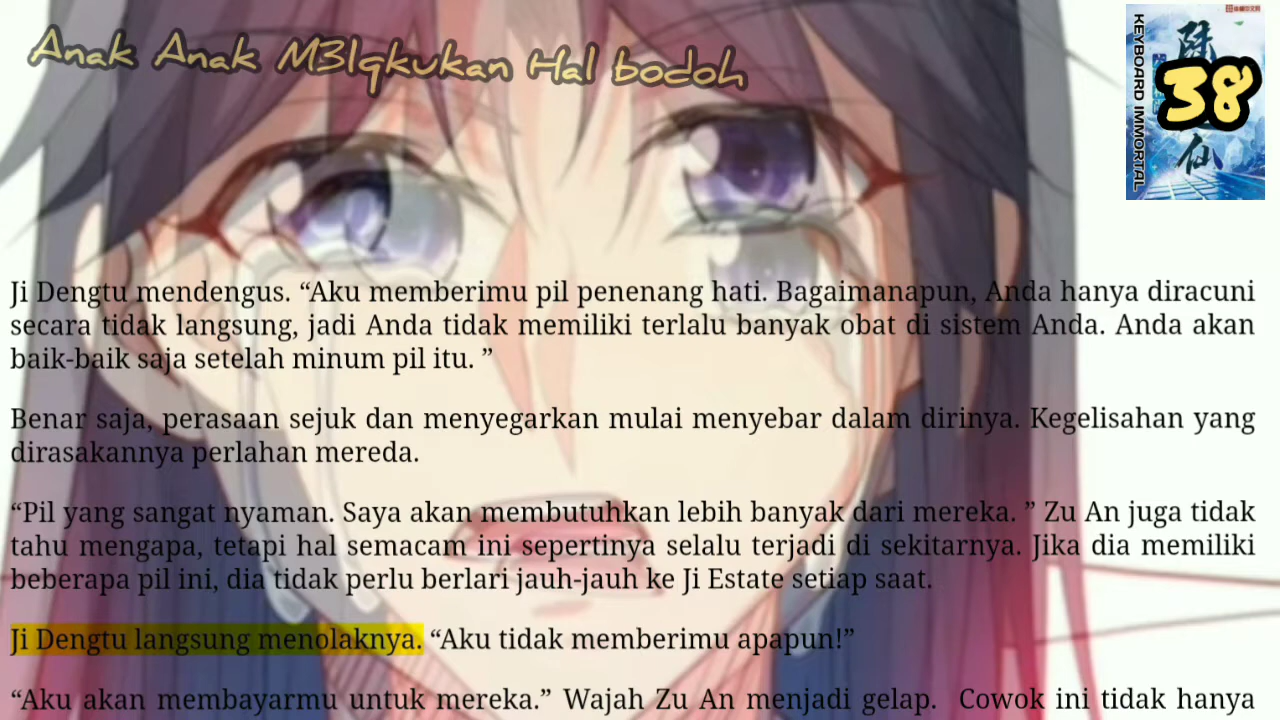 Anak Anak M3lqkukan Hal bodoh
KEYBOARD IMMORTAL
38
仙
Ji Dengtu mendengus. “Aku memberimu pil penenang hati. Bagaimanapun, Anda hanya diracuni
secara tidak langsung, jadi Anda tidak memiliki terlalu banyak obat di sistem Anda. Anda akan
baik-baik saja setelah minum pil itu. ”
Benar saja, perasaan sejuk dan menyegarkan mulai menyebar dalam dirinya. Kegelisahan yang
dirasakannya perlahan mereda.
“Pil yang sangat nyaman. Saya akan membutuhkan lebih banyak dari mereka. ” Zu An juga tidak
tahu mengapa, tetapi hal semacam ini sepertinya selalu terjadi di sekitarnya. Jika dia memiliki
beberapa pil ini, dia tidak perlu berlari jauh-jauh ke Ji Estate setiap saat.
Ji Dengtu langsung menolaknya. “Aku tidak memberimu apapun!”
“Aku akan membayarmu untuk mereka.” Wajah Zu An menjadi gelap.  Cowok ini tidak hanya